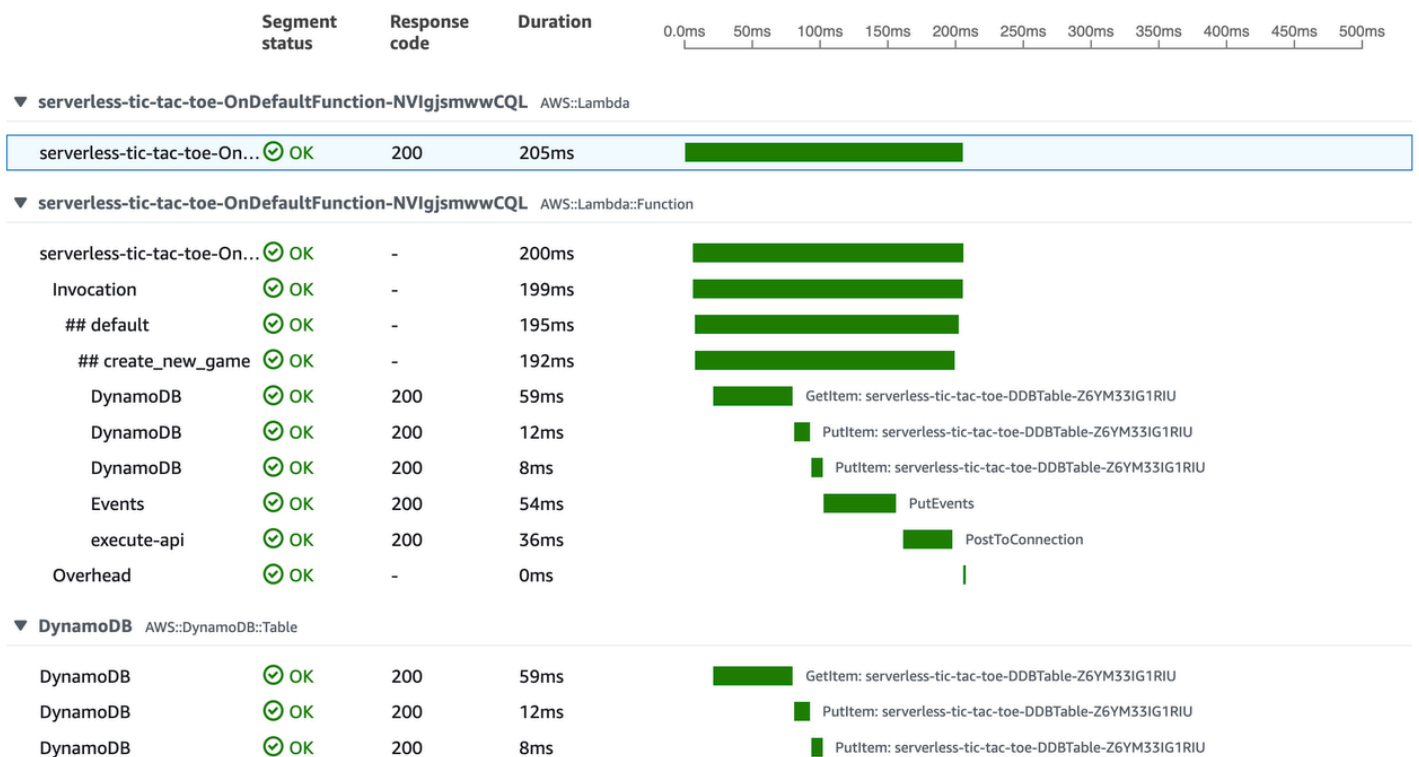 Segment status Response code Duration 0.0ms 50ms 100ms 150ms 200ms 250ms 300ms 350ms 400ms 450ms 500ms
serverless-tic-tac-toe-OnDefaultFunction-NVIgjsmwwCQL AWS::Lambda
serverless-tic-tac-toe-On... OK 200 205ms
serverless-tic-tac-toe-OnDefaultFunction-NVIgjsmwwCQL AWS::Lambda::Function
serverless-tic-tac-toe-On... OK - 200ms
Invocation OK - 199ms
## default OK - 195ms
## create_new_game OK - 192ms
DynamoDB OK 200 59ms GetItem: serverless-tic-tac-toe-DDBTable-Z6YM33IG1RIU
DynamoDB OK 200 12ms PutItem: serverless-tic-tac-toe-DDBTable-Z6YM33IG1RIU
DynamoDB OK 200 8ms PutItem: serverless-tic-tac-toe-DDBTable-Z6YM33IG1RIU
Events OK 200 54ms PutEvents
execute-api OK 200 36ms PostToConnection
Overhead OK - 0ms
DynamoDB AWS::DynamoDB::Table
DynamoDB OK 200 59ms GetItem: serverless-tic-tac-toe-DDBTable-Z6YM33IG1RIU
DynamoDB OK 200 12ms PutItem: serverless-tic-tac-toe-DDBTable-Z6YM33IG1RIU
DynamoDB OK 200 8ms PutItem: serverless-tic-tac-toe-DDBTable-Z6YM33IG1RIU